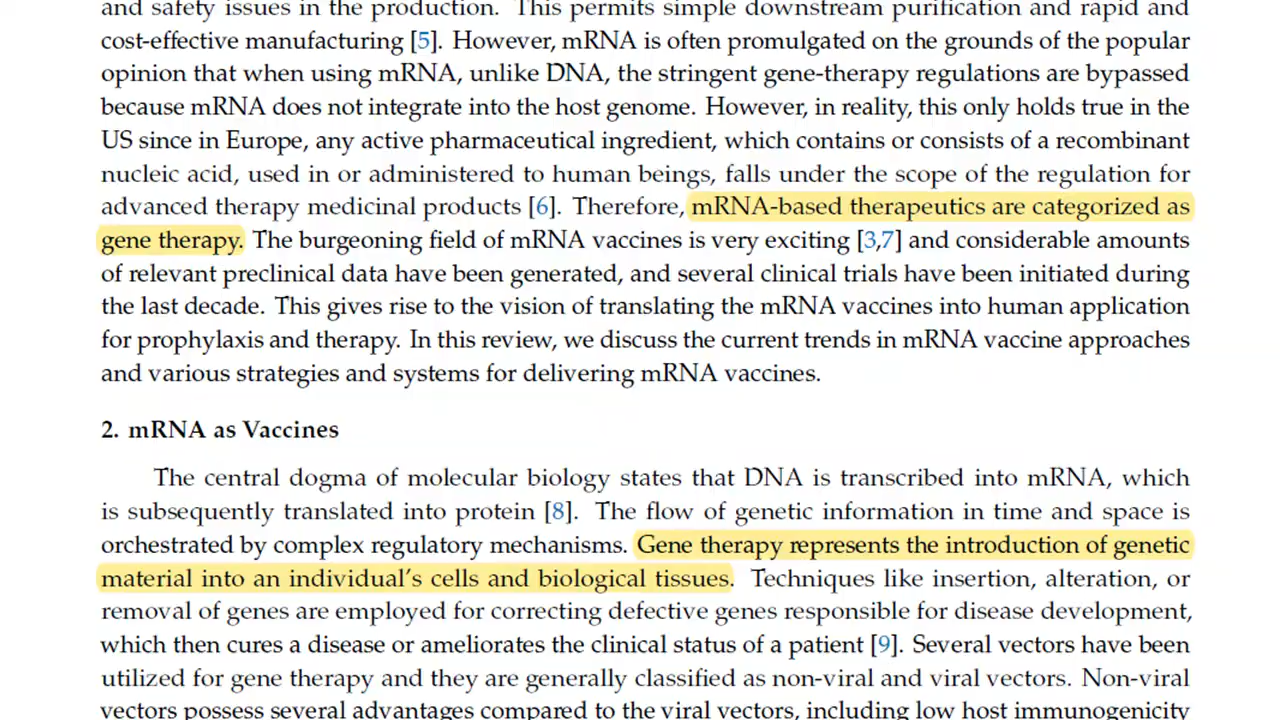 and safety issues in the production. This permits simple downstream purification and rapid and
cost-effective manufacturing [5]. However, mRNA is often promulgated on the grounds of the popular
opinion that when using mRNA, unlike DNA, the stringent gene-therapy regulations are bypassed
because mRNA does not integrate into the host genome. However, in reality, this only holds true in the
US since in Europe, any active pharmaceutical ingredient, which contains or consists of a recombinant
nucleic acid, used in or administered to human beings, falls under the scope of the regulation for
advanced therapy medicinal products [6]. Therefore, mRNA-based therapeutics are categorized as
gene therapy. The burgeoning field of mRNA vaccines is very exciting [3,7] and considerable amounts
of relevant preclinical data have been generated, and several clinical trials have been initiated during
the last decade. This gives rise to the vision of translating the mRNA vaccines into human application
for prophylaxis and therapy. In this review, we discuss the current trends in mRNA vaccine approaches
and various strategies and systems for delivering mRNA vaccines.
2. mRNA as Vaccines
The central dogma of molecular biology states that DNA is transcribed into mRNA, which
is subsequently translated into protein [8]. The flow of genetic information in time and space is
orchestrated by complex regulatory mechanisms. Gene therapy represents the introduction of genetic
material into an individual's cells and biological tissues. Techniques like insertion, alteration, or
removal of genes are employed for correcting defective genes responsible for disease development,
which then cures a disease or ameliorates the clinical status of a patient [9]. Several vectors have been
utilized for gene therapy and they are generally classified as non-viral and viral vectors. Non-viral
vectors possess several advantages compared to the viral vectors, including low host immunogenicity